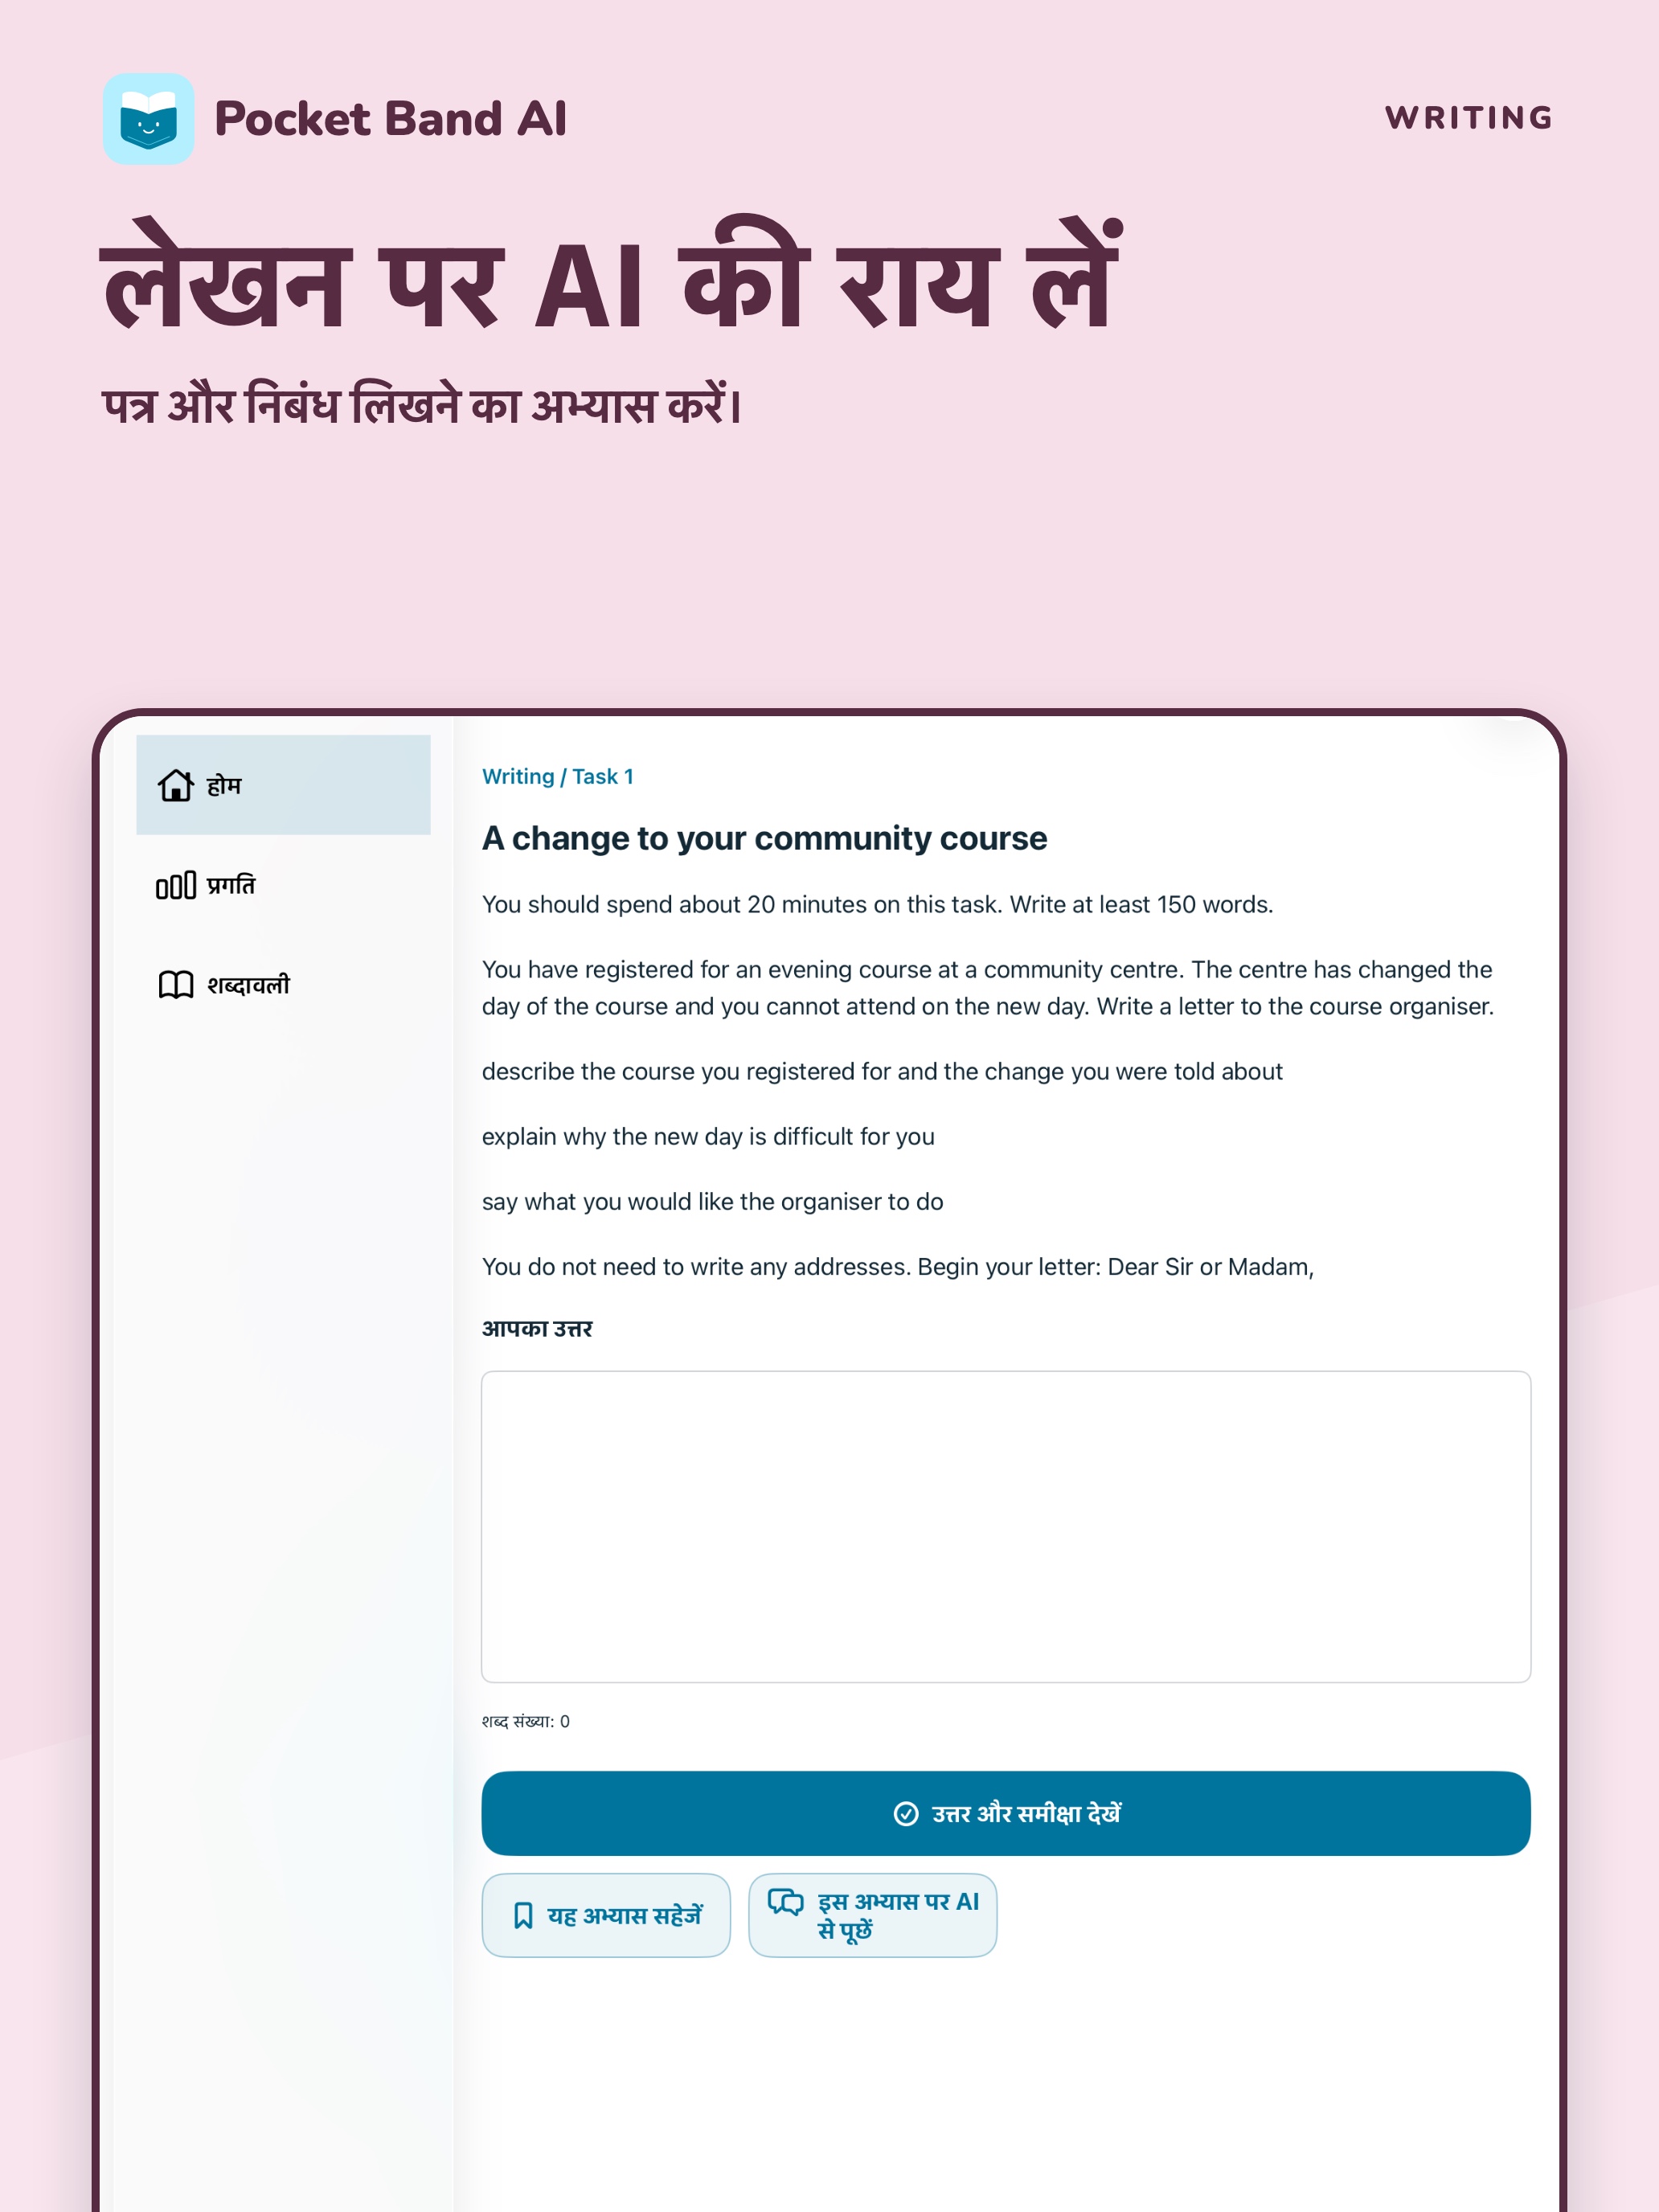 Pocket Band AI
WRITING
लेखन पर AI की राय लें
पत्र और निबंध लिखने का अभ्यास करें।
होम
प्रगति
शब्दावली
Writing / Task 1
A change to your community course
You should spend about 20 minutes on this task. Write at least 150 words.
You have registered for an evening course at a community centre. The centre has changed the
day of the course and you cannot attend on the new day. Write a letter to the course organiser.
describe the course you registered for and the change you were told about
explain why the new day is difficult for you
say what you would like the organiser to do
You do not need to write any addresses. Begin your letter: Dear Sir or Madam,
आपका उत्तर
शब्द संख्या: 0
उत्तर और समीक्षा देखें
यह अभ्यास सहेजें
इस अभ्यास पर AI
से पूछें